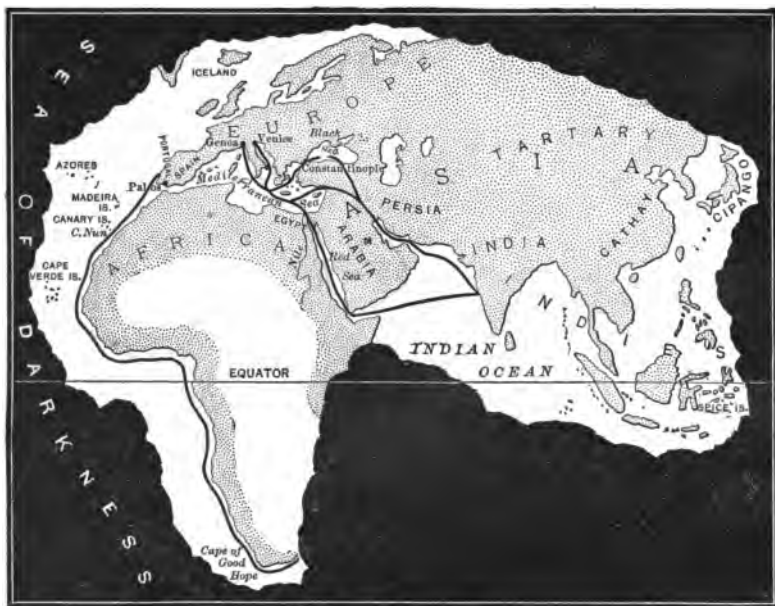 SEA OF DARKNESS
ICELAND
EUROPE
Genoa
Venice
Black
Sea
Constantinople
TARTARY
ASIA
PORTUGAL
SPAIN
Mediterranean Sea
AZORES
Palos
MADEIRA
IS.
CANARY IS.
C. Nun
PERSIA
EGYPT
CATHAY
CIPANGO
AFRICA
Nile
ARABIA
Red
Sea
INDIA
CAPE
VERDE IS.
INDIES
INDIAN
OCEAN
EQUATOR
SPICE IS.
Cape of
Good
Hope